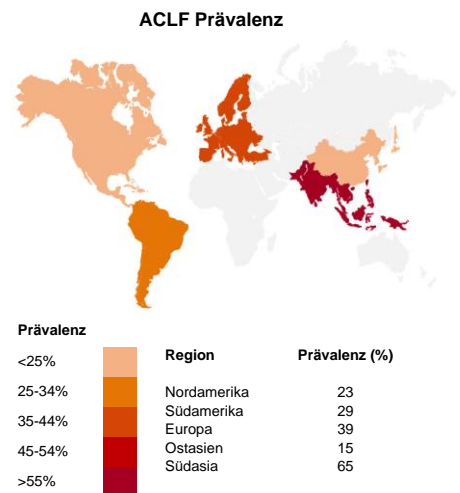 ACLF Prävalenz
Prävalenz
<25%
25-34%
35-44%
45-54%
>55%
Region Prävalenz (%)
Nordamerika 23
Südamerika 29
Europa 39
Ostasien 15
Südasia 65